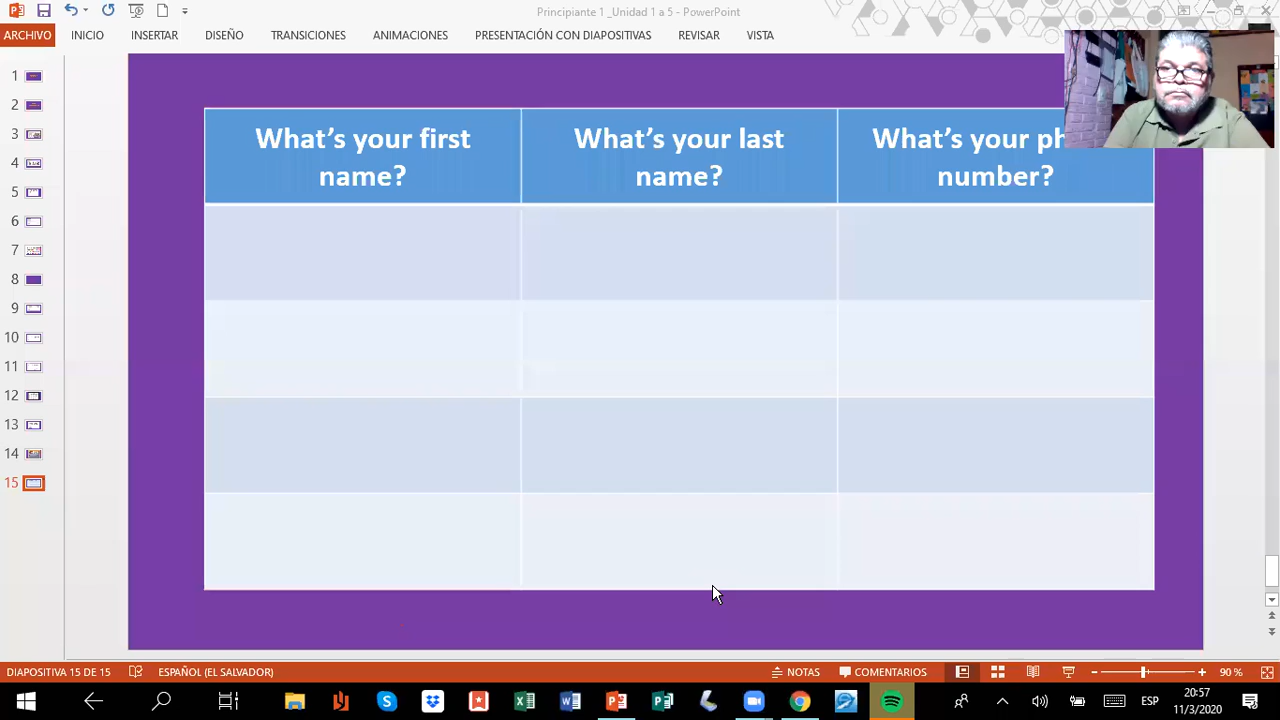 Principiante 1 _Unidad 1 a 5 - PowerPoint
ARCHIVO INICIO INSERTAR DISEÑO TRANSICIONES ANIMACIONES PRESENTACIÓN CON DIAPOSITIVAS REVISAR VISTA
What's your first name?
What's your last name?
What's your ph
number?
1
2
3
4
5
6
7
8
9
10
11
12
13
14
15
DIAPOSITIVA 15 DE 15 ESPAÑOL (EL SALVADOR) NOTAS COMENTARIOS 90 %
ESP
20:57
11/3/2020